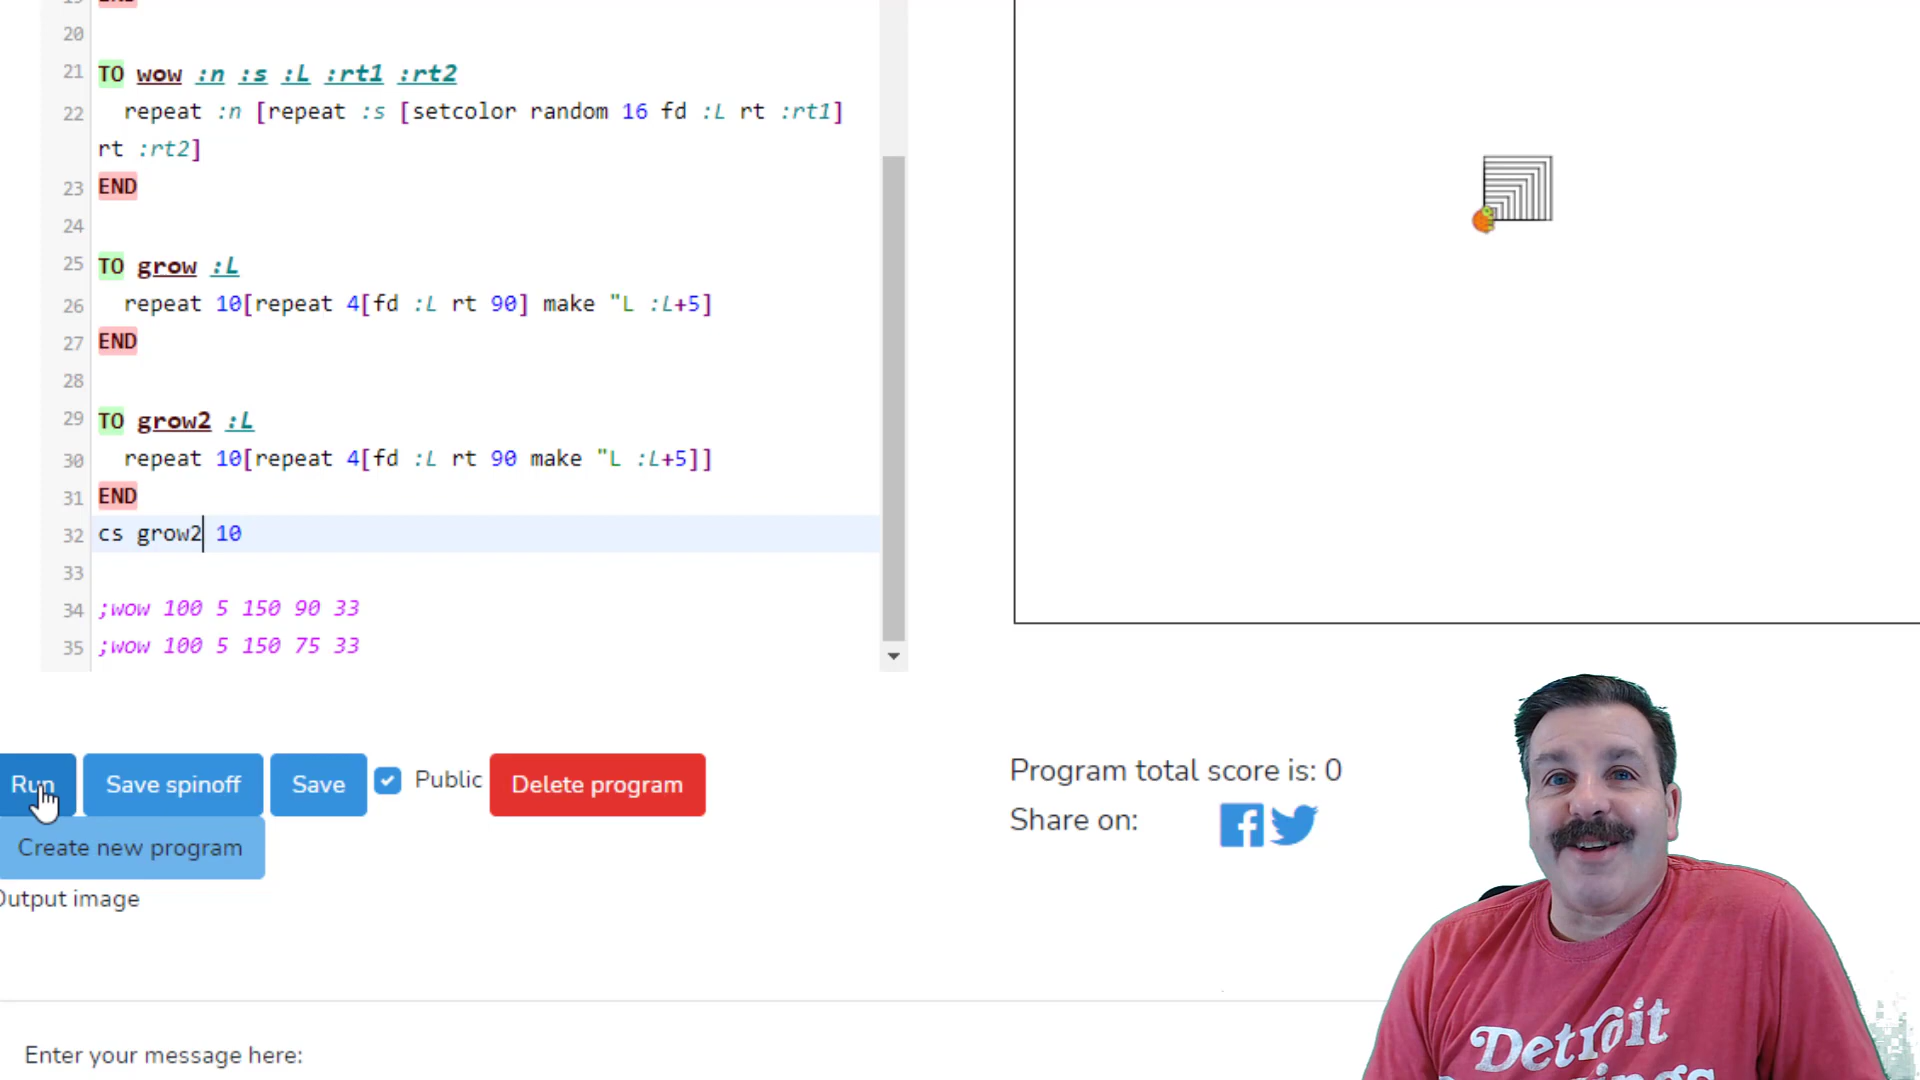 20
21 TO wow :n :s :L :rt1 :rt2
22 repeat :n [repeat :s [setcolor random 16 fd :L rt :rt1]
rt :rt2]
23 END
24
25 TO grow :L
26 repeat 10[repeat 4[fd :L rt 90] make "L :L+5]
27 END
28
29 TO grow2 :L
30 repeat 10[repeat 4[fd :L rt 90 make "L :L+5]]
31 END
32 cs grow2 10
33
34 ;wow 100 5 150 90 33
35 ;wow 100 5 150 75 33
Run Save spinoff Save Public Delete program
Create new program
Output image
Program total score is: 0
Share on:
Enter your message here:
Detroit